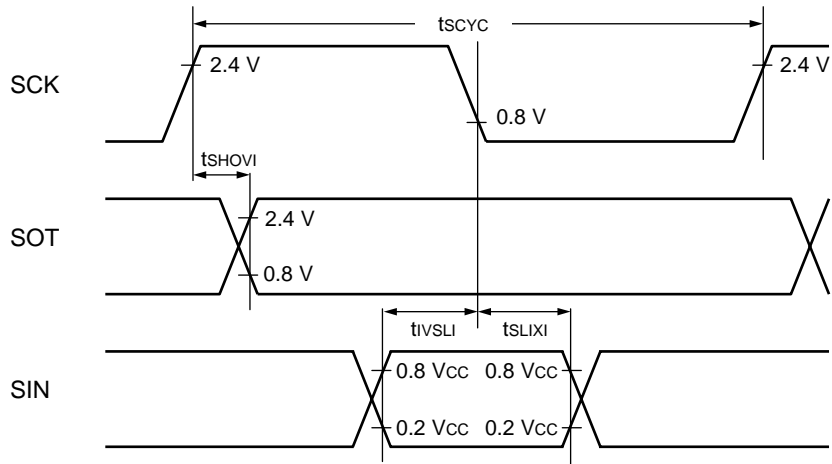 tSCYC
SCK
2.4 V
2.4 V
0.8 V
tSHOVI
SOT
2.4 V
0.8 V
tIVSLI
tSLIXI
SIN
0.8 VCC
0.8 VCC
0.2 VCC
0.2 VCC